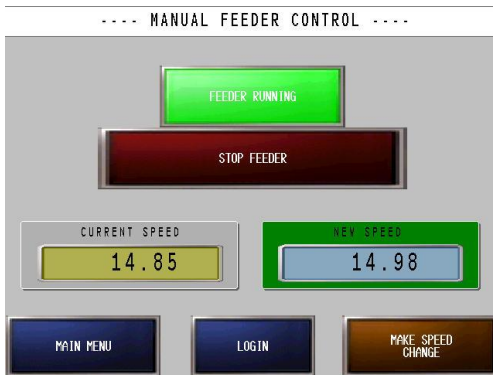 ---- MANUAL FEEDER CONTROL ----
FEEDER RUNNING
STOP FEEDER
CURRENT SPEED
NEW SPEED
14.85
14.98
MAIN MENU
LOGIN
MAKE SPEED
CHANGE